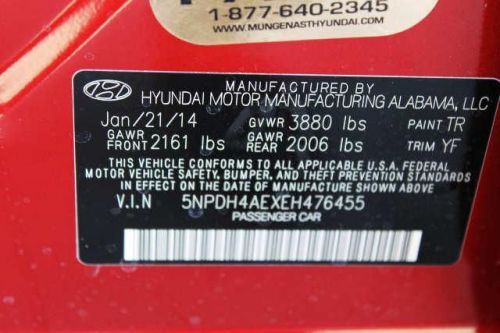 1-877-640-2345
WWW.MUNGENASTHYUNDAI.COM
MANUFACTURED BY
HYUNDAI MOTOR MANUFACTURING ALABAMA, LLC
Jan/21/14 GVWR 3880 lbs PAINT TR
GAWR FRONT 2161 lbs GAWR REAR 2006 lbs TRIM YF
THIS VEHICLE CONFORMS TO ALL APPLICABLE U.S.A. FEDERAL
MOTOR VEHICLE SAFETY, BUMPER, AND THEFT PREVENTION
STANDARDS IN EFFECT ON THE DATE OF MANUFACTURE SHOWN ABOVE.
V.I.N 5NPDH4AEXEH476455
PASSENGER CAR